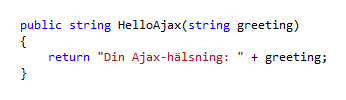 public string HelloAjax(string greeting)
{
return "Din Ajax-hälsning: " + greeting;
}